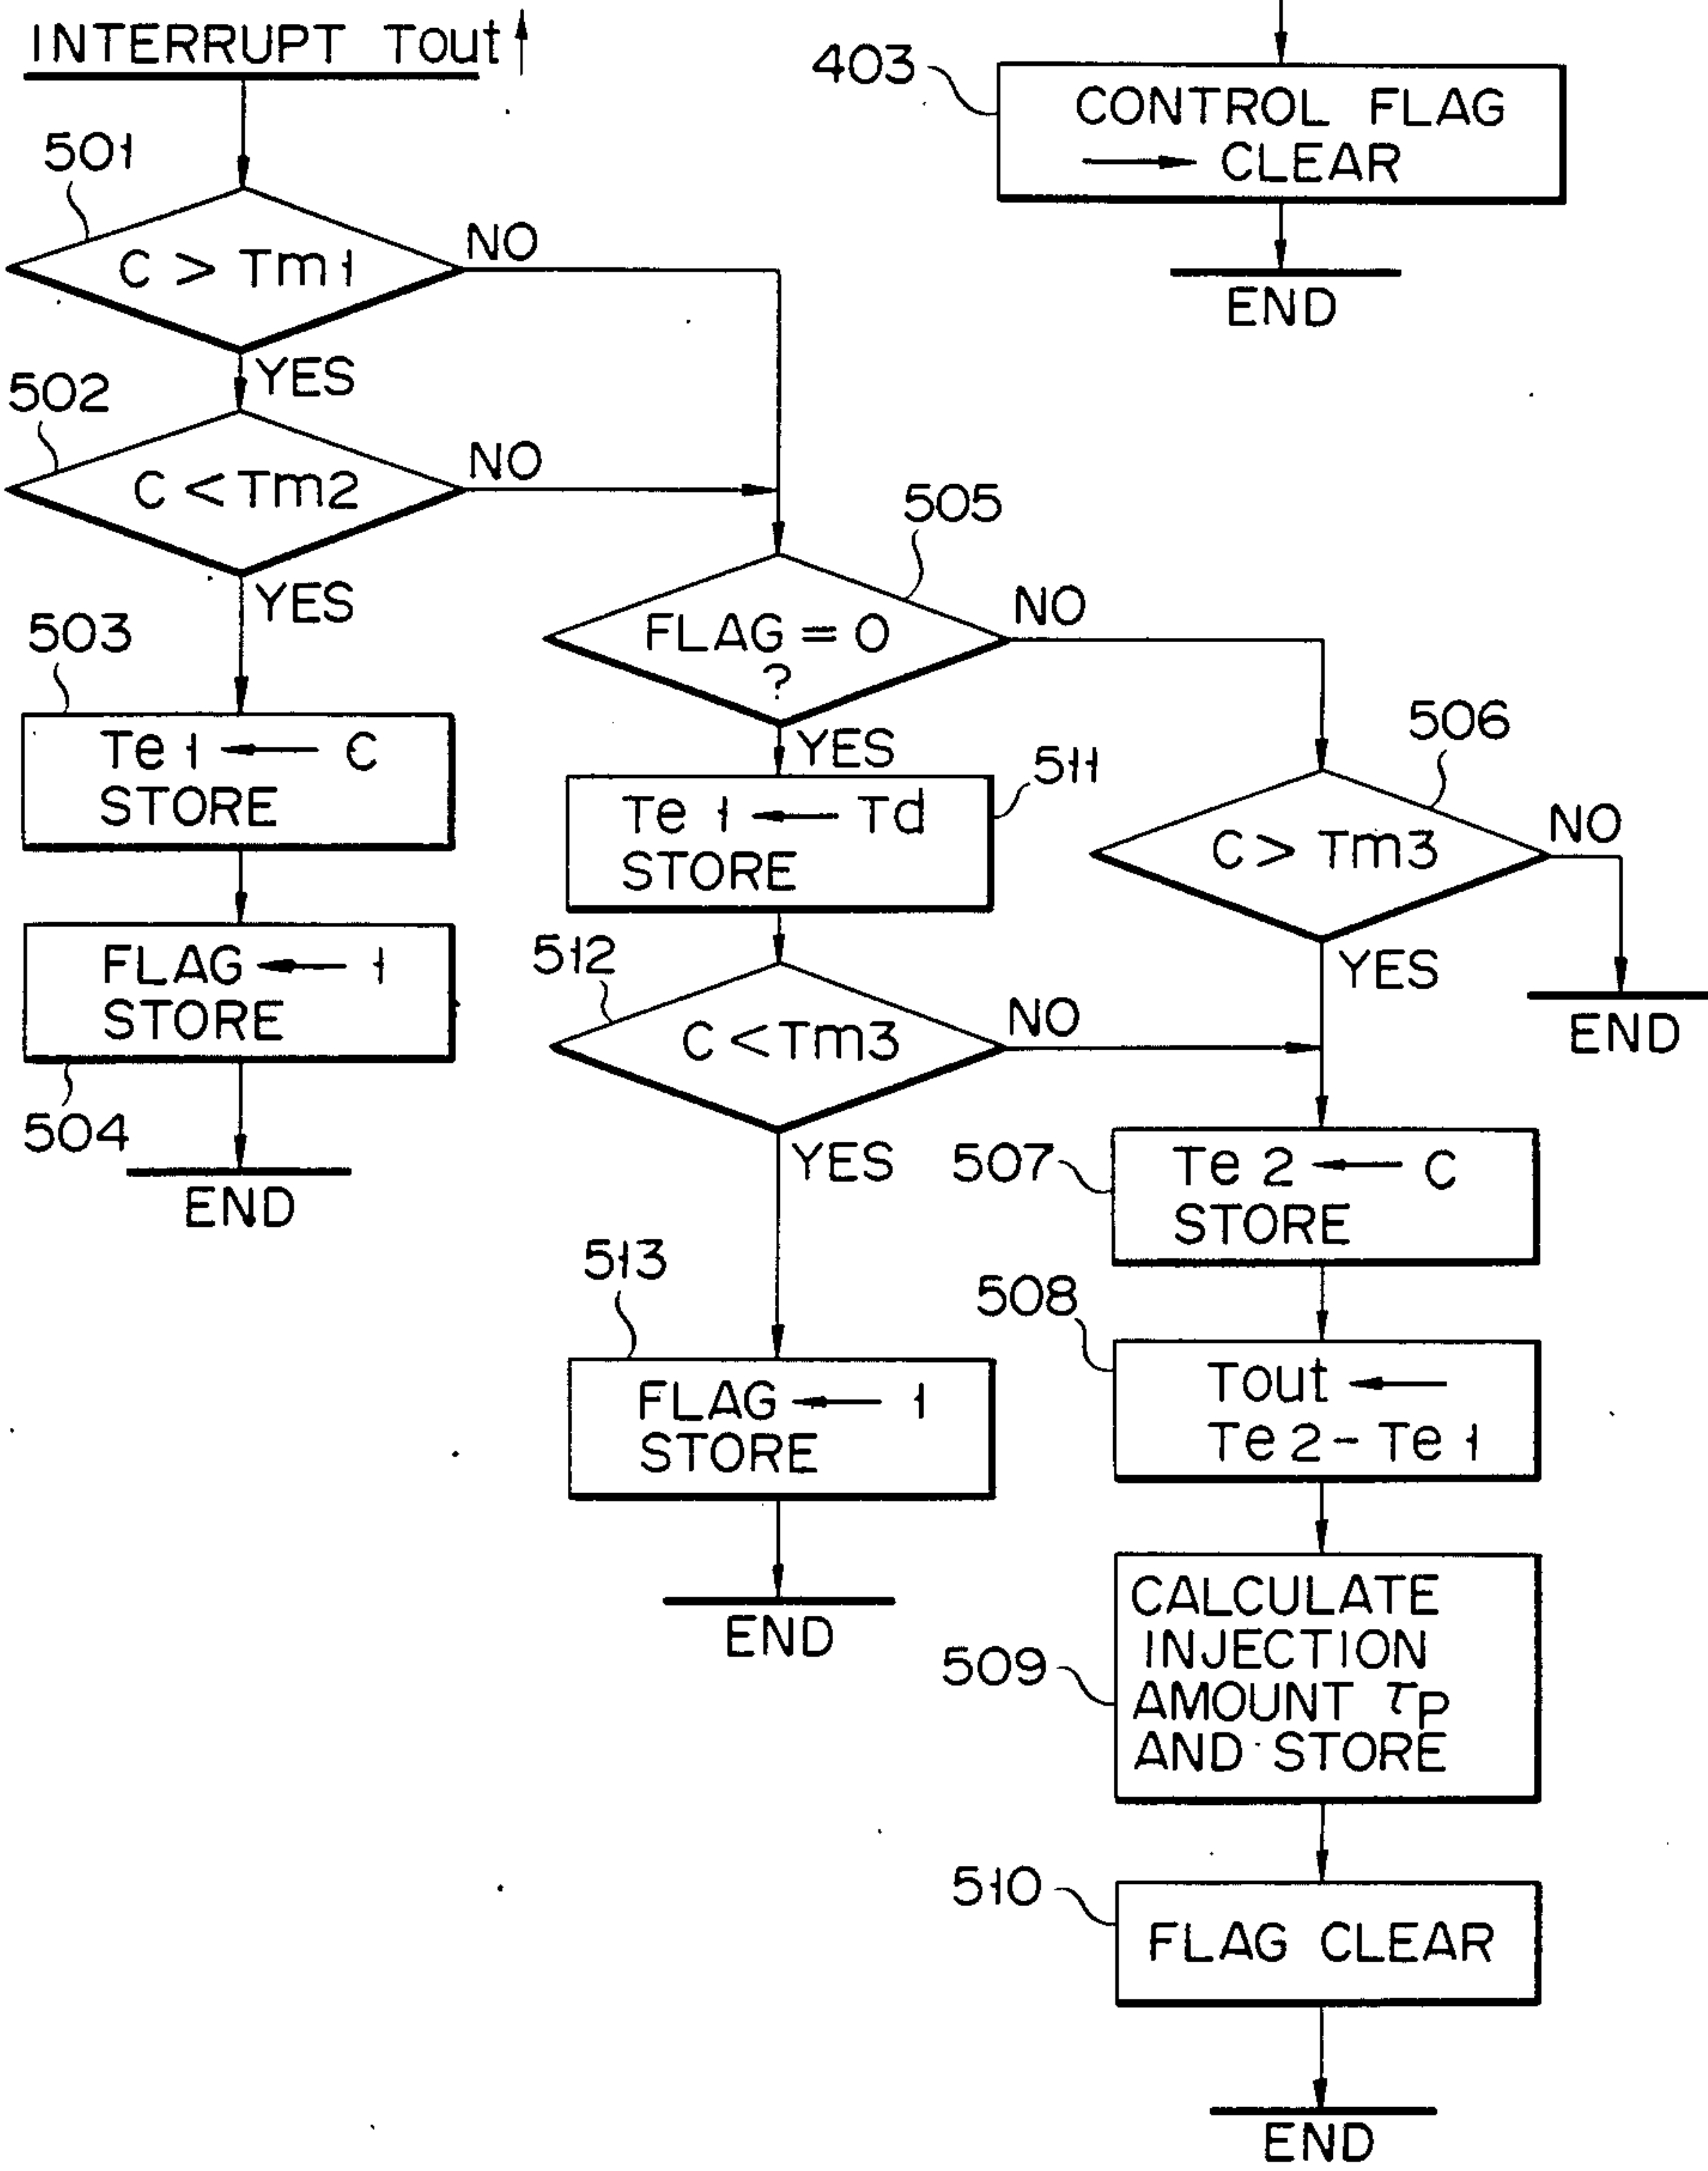 INTERRUPT Tout↑
501
C > Tm1
NO
YES
502
C < Tm2
NO
YES
503
Te1 ← C
STORE
FLAG ← 1
STORE
504
END
403
CONTROL FLAG
→ CLEAR
END
505
FLAG = 0
?
NO
YES
511
Te1 ← Td
STORE
512
C < Tm3
NO
YES
513
FLAG ← 1
STORE
END
506
C > Tm3
NO
YES
END
507
Te2 ← C
STORE
508
Tout ←
Te2 - Te1
509
CALCULATE
INJECTION
AMOUNT τP
AND STORE
510
FLAG CLEAR
END